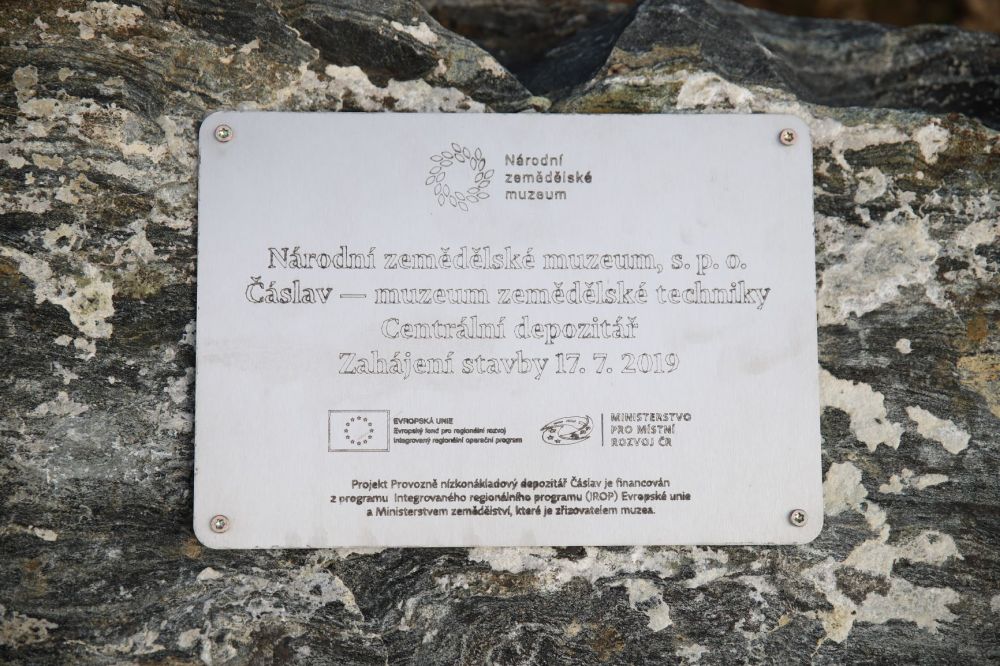 Národní
zemědělské
muzeum
Národní zemědělské muzeum, s. p. o.
Čáslav — muzeum zemědělské techniky
Centrální depozitář
Zahájení stavby 17. 7. 2019
EVROPSKÁ UNIE
Evropský fond pro regionální rozvoj
Integrovaný regionální operační program
MINISTERSTVO
PRO MÍSTNÍ
ROZVOJ ČR
Projekt Provozně nízkonákladový depozitář Čáslav je financován
z programu Integrovaného regionálního programu (IROP) Evropské unie
a Ministerstvem zemědělství, které je zřizovatelem muzea.